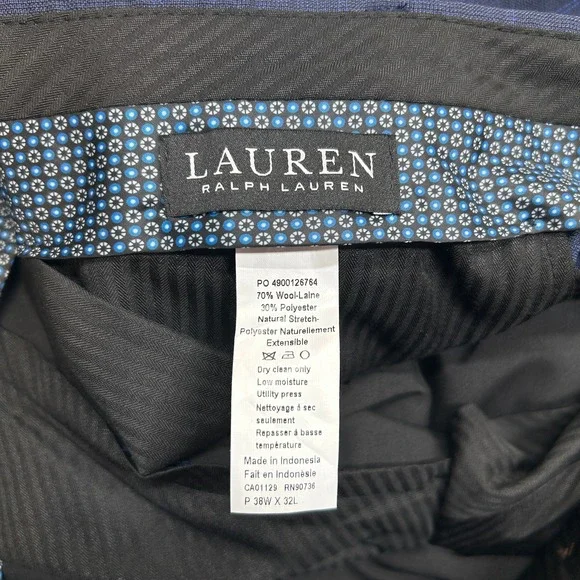 LAUREN
RALPH LAUREN
PO 4900126764
70% Wool-Laine
30% Polyester
Natural Stretch-
Polyester Naturellement
Extensible
Dry clean only
Low moisture
Utility press
Nettoyage á sec
seulement
Repasser á basse
température
Made in Indonesia
Fait en Indonésie
CA01129 RN90736
P 38W X 32L